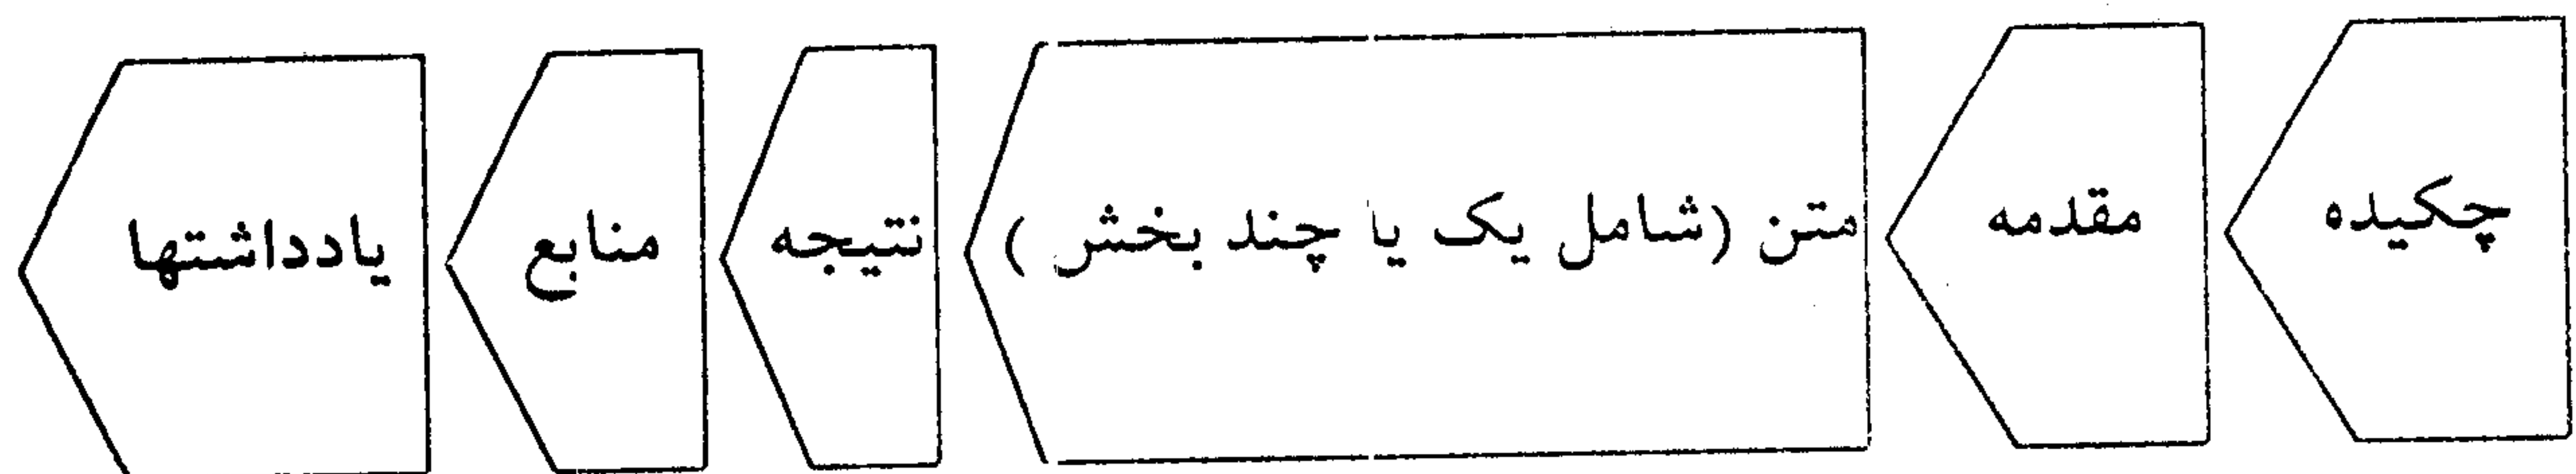 چکیده
مقدمه
متن (شامل یک یا چند بخش )
نتیجه
منابع
یادداشتها